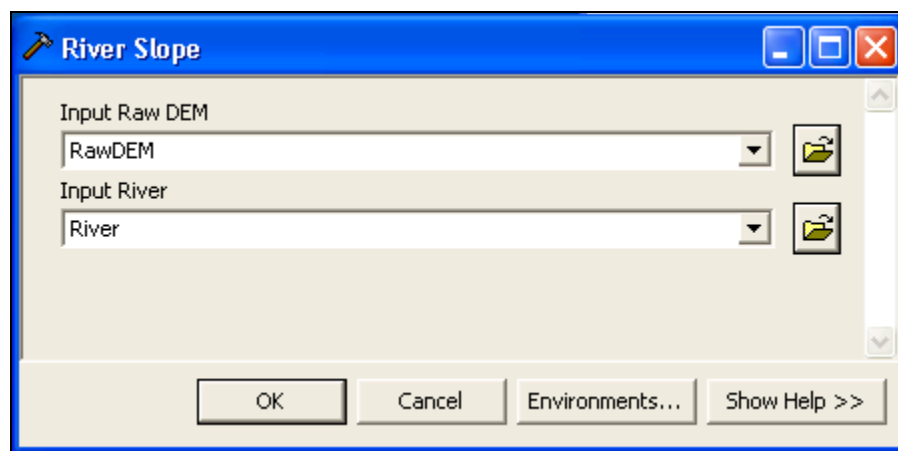 River Slope
Input Raw DEM
RawDEM
Input River
River
OK Cancel Environments... Show Help >>